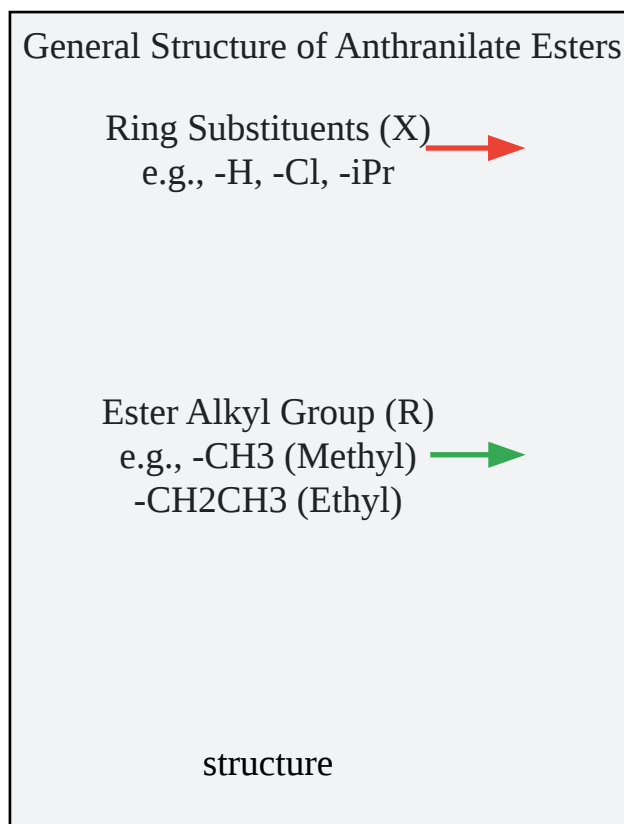 General Structure of Anthranilate Esters
Ring Substituents (X)
e.g., -H, -Cl, -iPr
Ester Alkyl Group (R)
e.g., -CH3 (Methyl)
-CH2CH3 (Ethyl)
structure